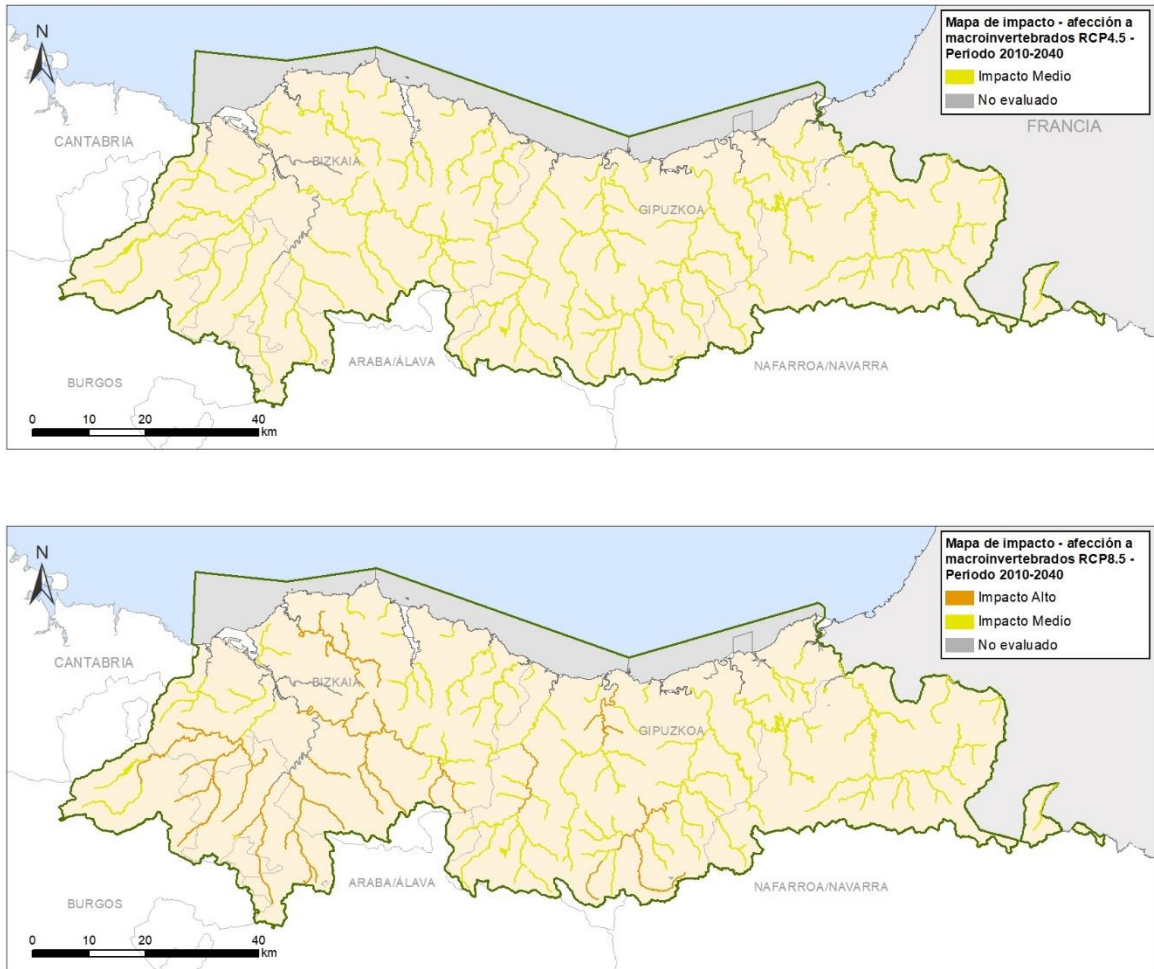 N
Mapa de impacto - afección a
macroinvertebrados RCP4.5 -
Periodo 2010-2040
Impacto Medio
No evaluado
FRANCIA
CANTABRIA
BIZKAIA
GIPUZKOA
ARABA/ÁLAVA
NAFARROA/NAVARRA
BURGOS
0 10 20 40
km
N
Mapa de impacto - afección a
macroinvertebrados RCP8.5 -
Periodo 2010-2040
Impacto Alto
Impacto Medio
No evaluado
CANTABRIA
BIZKAIA
GIPUZKOA
ARABA/ÁLAVA
NAFARROA/NAVARRA
BURGOS
0 10 20 40
km